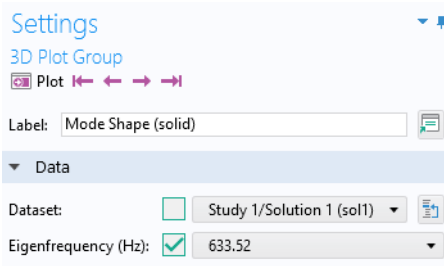 Settings
3D Plot Group
Plot
Label: Mode Shape (solid)
Data
Dataset: Study 1/Solution 1 (sol1)
Eigenfrequency (Hz): 633.52